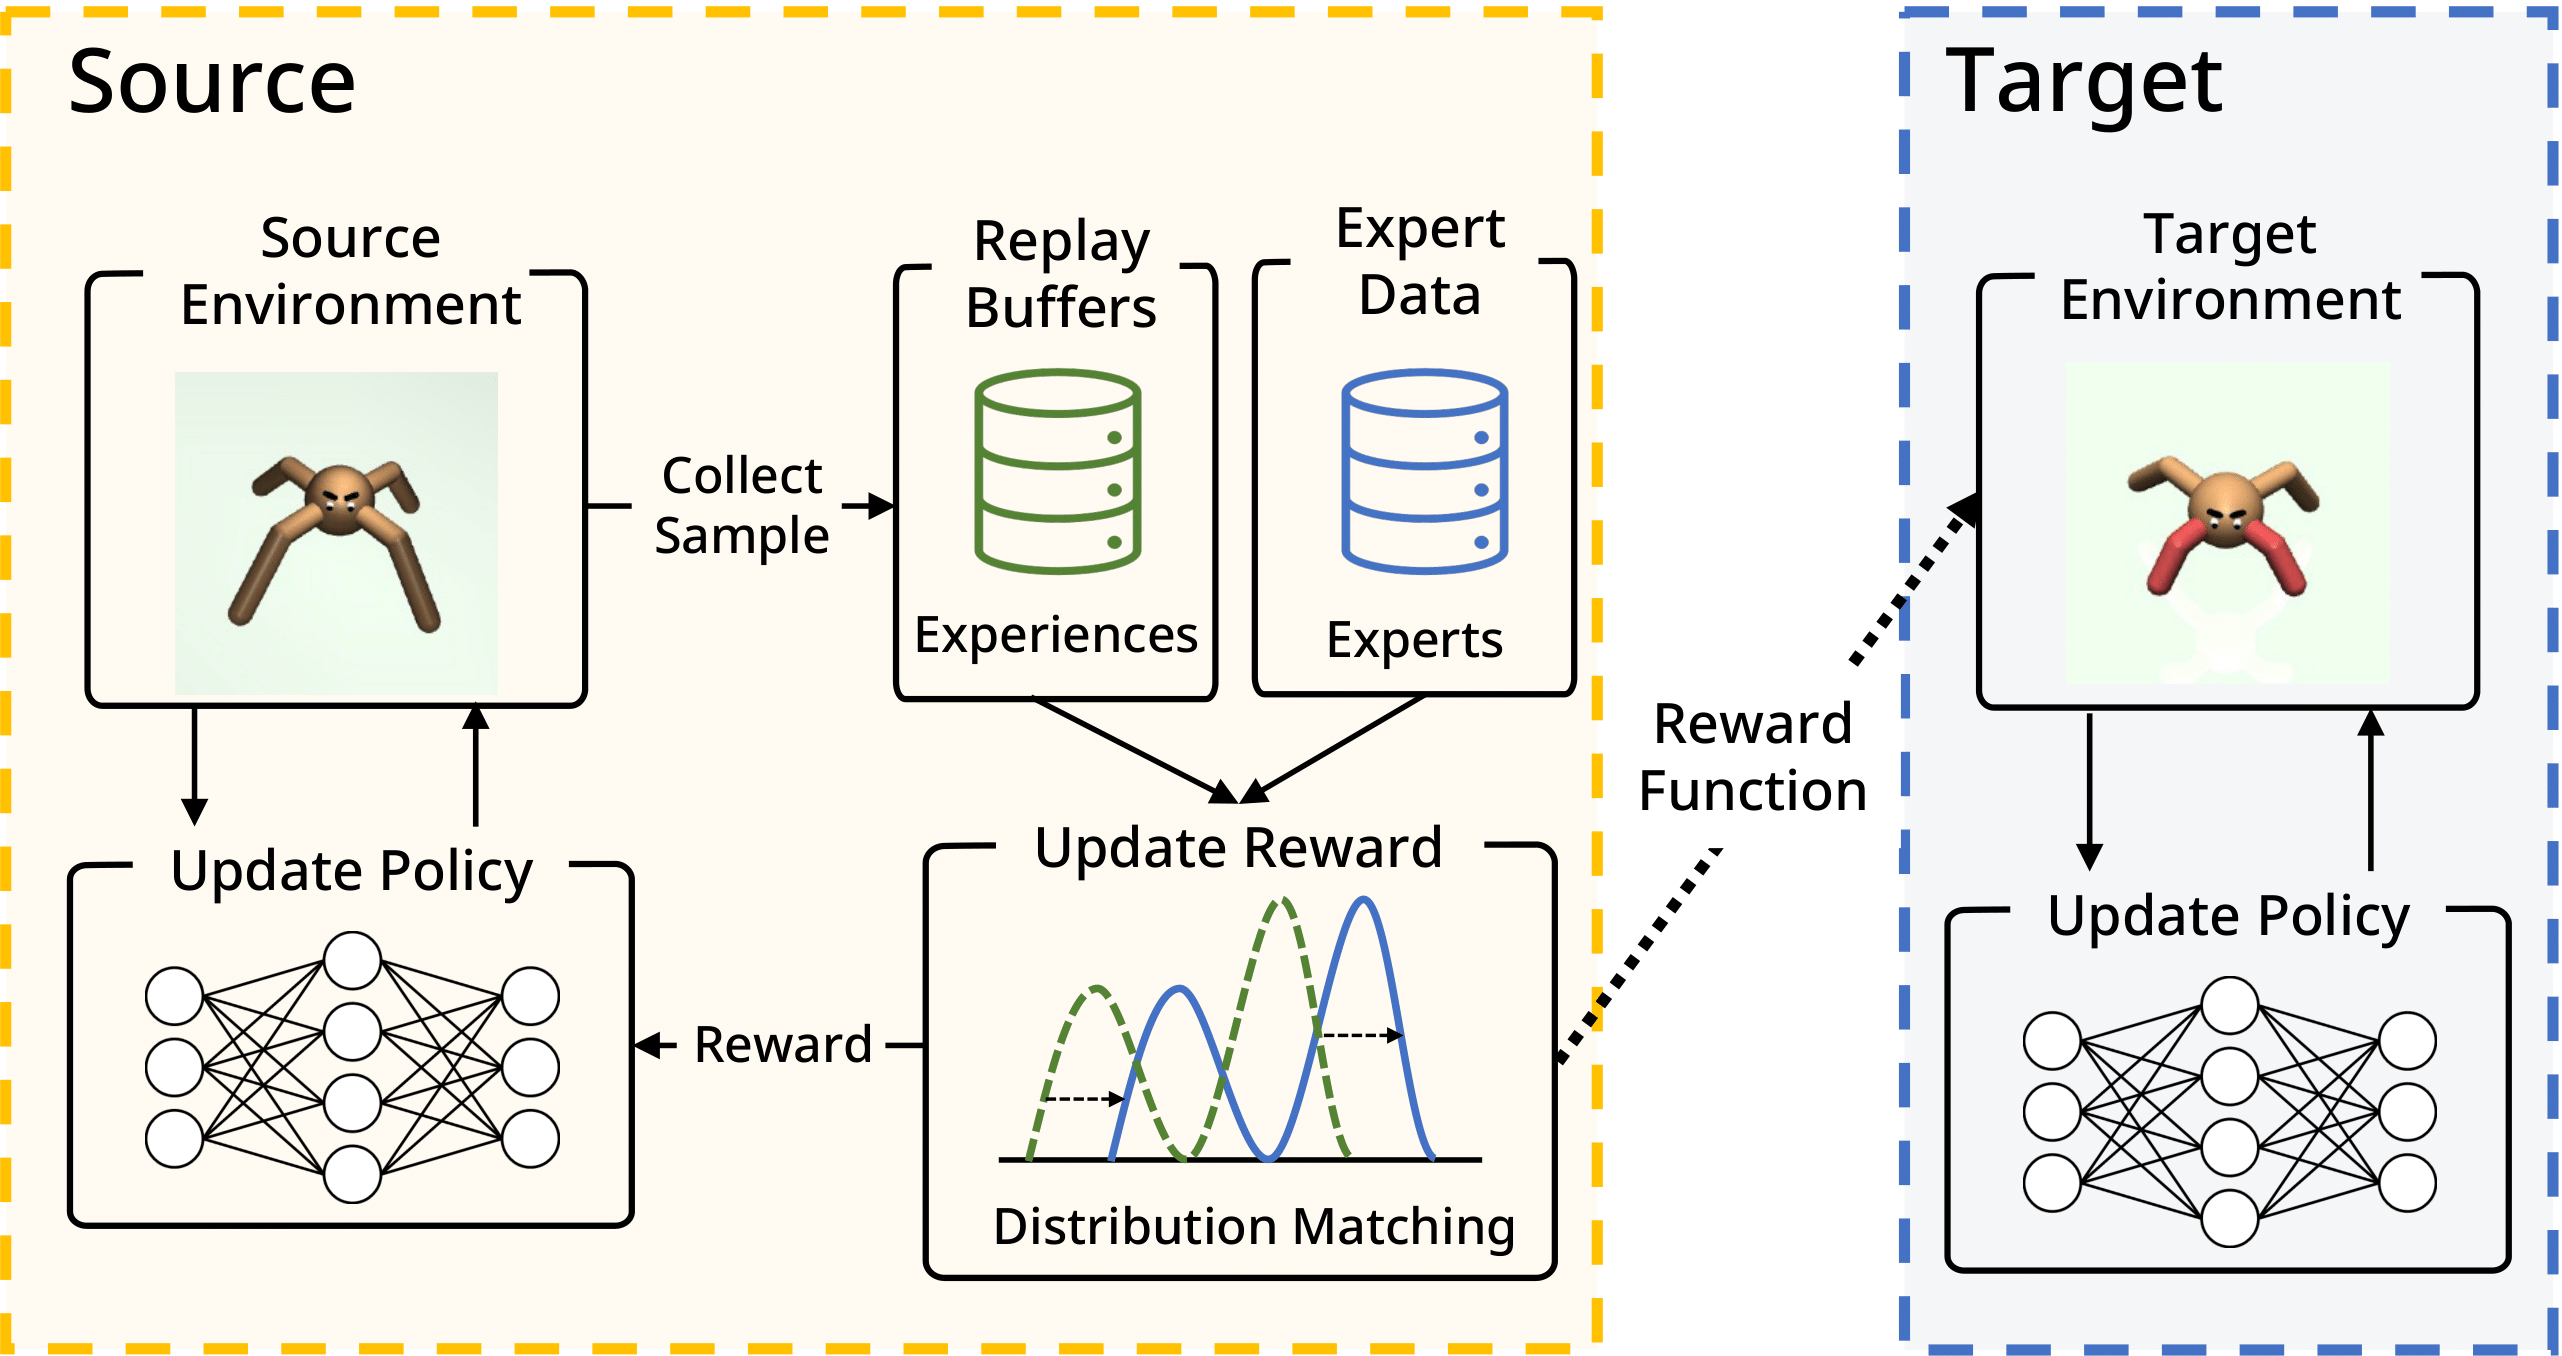 Source
Source
Environment
Collect
Sample
Replay
Buffers
Experiences
Expert
Data
Experts
Update Policy
Reward
Update Reward
Distribution Matching
Reward
Function
Target
Target
Environment
Update Policy